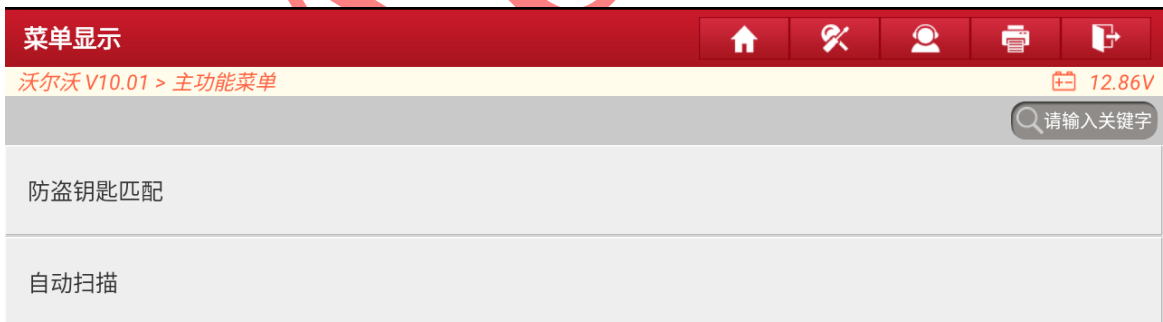 菜单显示
沃尔沃 V10.01 > 主功能菜单
12.86V
请输入关键字
防盗钥匙匹配
自动扫描